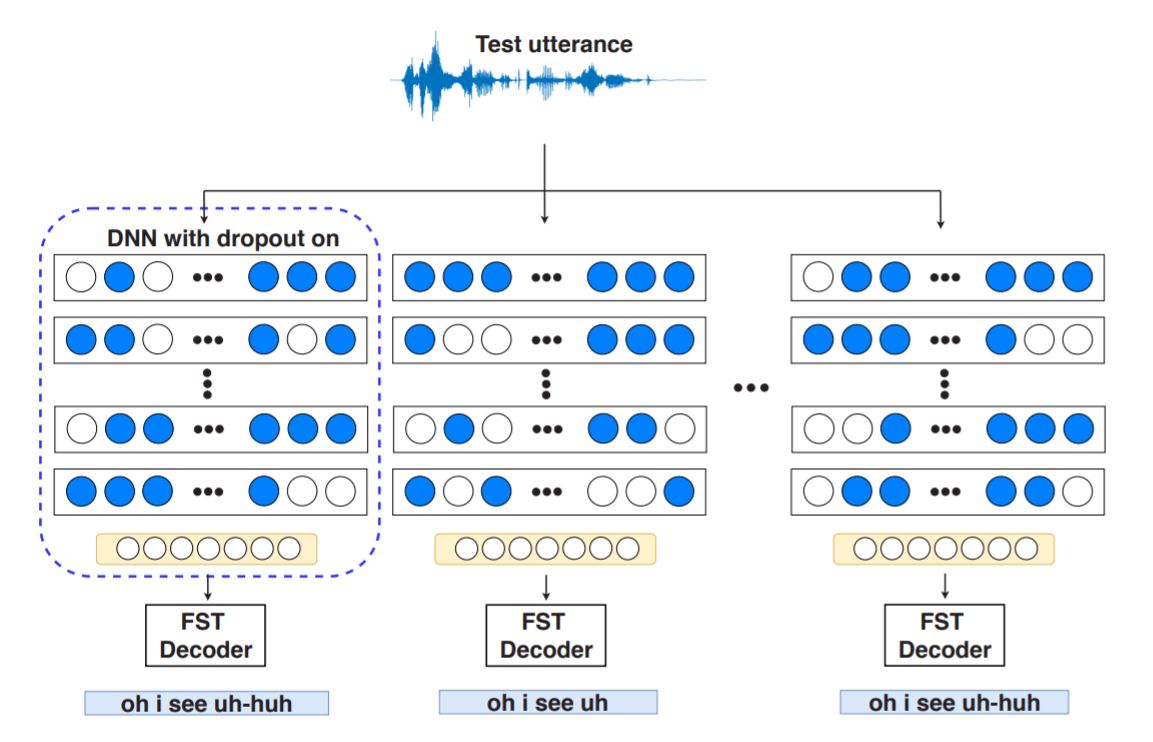 Test utterance
DNN with dropout on
FST
Decoder
FST
Decoder
FST
Decoder
oh i see uh-huh
oh i see uh
oh i see uh-huh